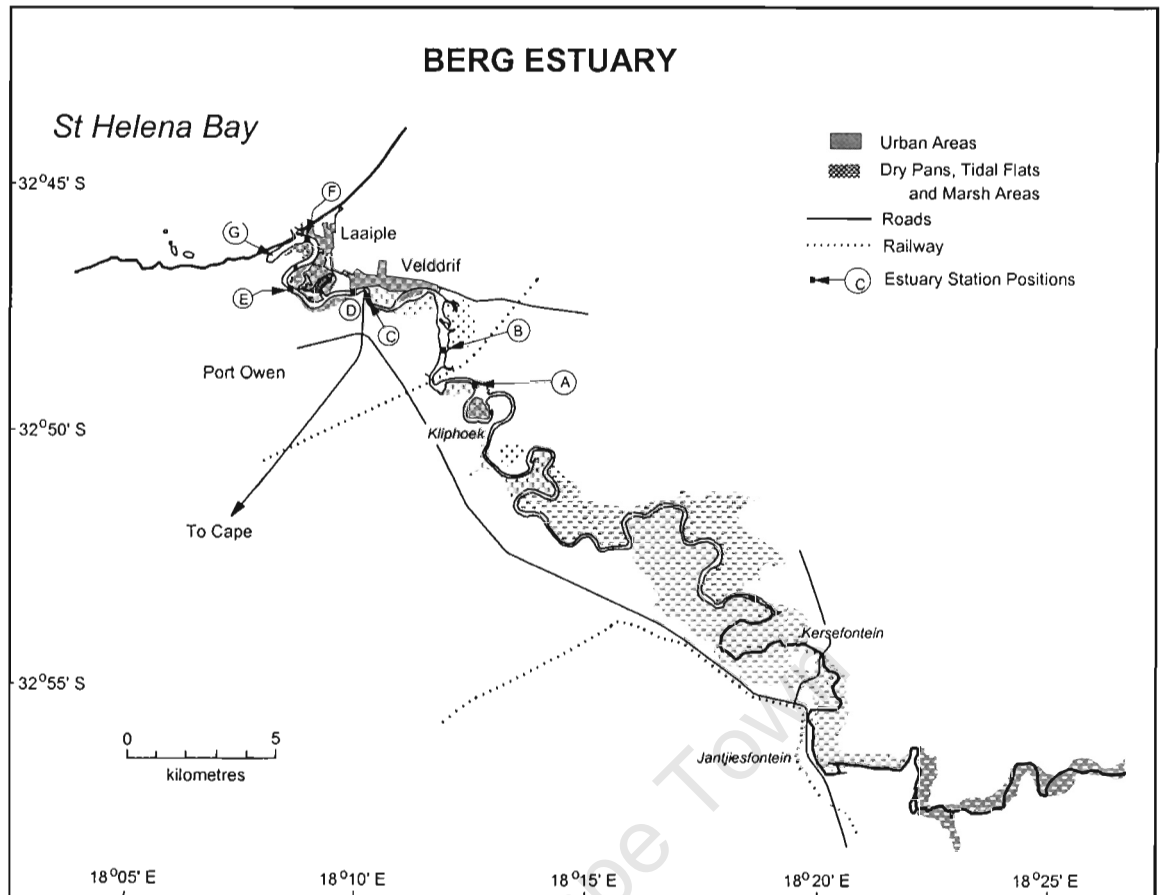 BERG ESTUARY
St Helena Bay
Urban Areas
Dry Pans, Tidal Flats
and Marsh Areas
Roads
Railway
C Estuary Station Positions
32°45' S
F
G
Laaiple
Velddrif
E
D
C
B
Port Owen
A
32°50' S
Kliphoek
To Cape
Kersefontein
32°55' S
0 5
kilometres
Jantjiesfontein
pe Town
18°05' E 18°10' E 18°15' E 18°20' E 18°25' E